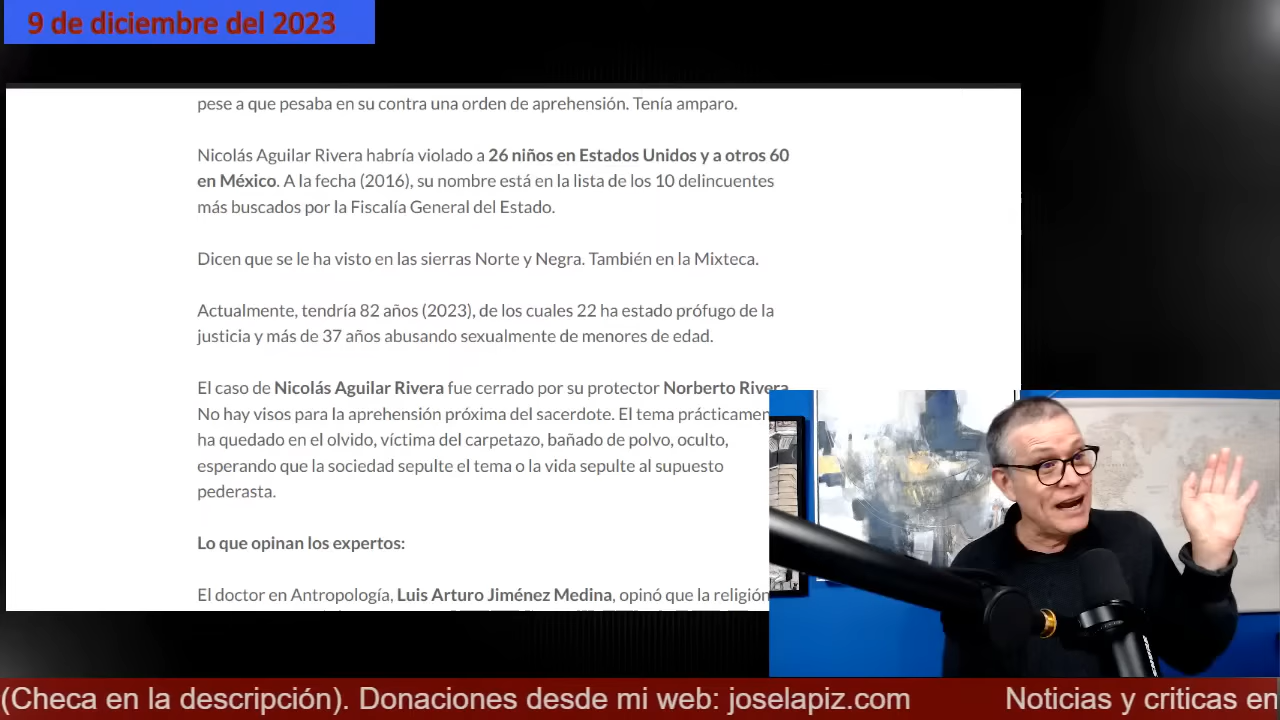 9 de diciembre del 2023
pese a que pesaba en su contra una orden de aprehensión. Tenía amparo.
Nicolás Aguilar Rivera habría violado a 26 niños en Estados Unidos y a otros 60
en México. A la fecha (2016), su nombre está en la lista de los 10 delincuentes
más buscados por la Fiscalía General del Estado.
Dicen que se le ha visto en las sierras Norte y Negra. También en la Mixteca.
Actualmente, tendría 82 años (2023), de los cuales 22 ha estado prófugo de la
justicia y más de 37 años abusando sexualmente de menores de edad.
El caso de Nicolás Aguilar Rivera fue cerrado por su protector Norberto Rivera
No hay visos para la aprehensión próxima del sacerdote. El tema prácticamen
ha quedado en el olvido, víctima del carpetazo, bañado de polvo, oculto,
esperando que la sociedad sepulte el tema o la vida sepulte al supuesto
pederasta.
Lo que opinan los expertos:
El doctor en Antropología, Luis Arturo Jiménez Medina, opinó que la religión
(Checa en la descripción). Donaciones desde mi web: joselapiz.com Noticias y criticas en